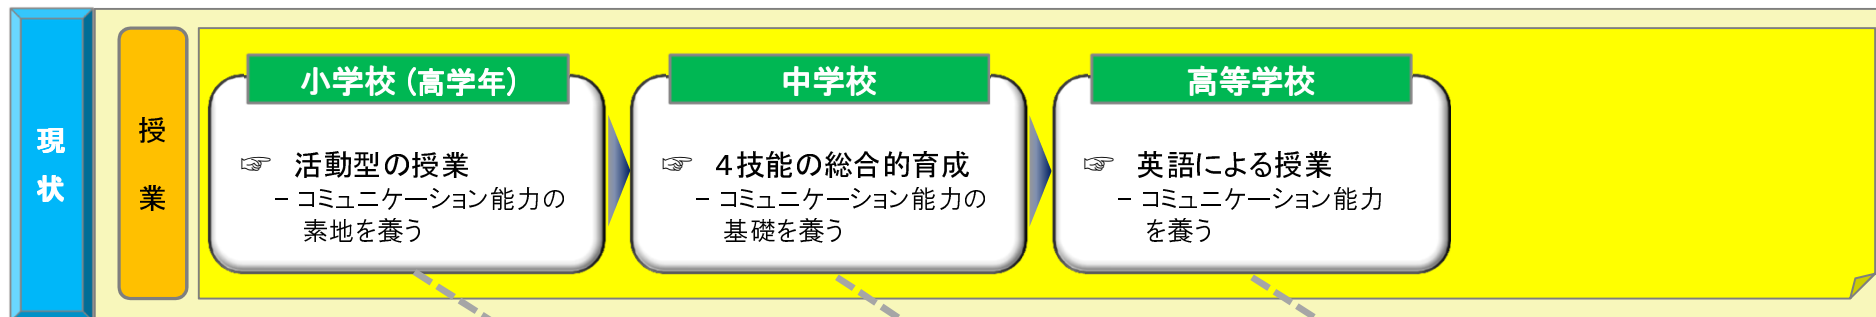 現状
授業
小学校(高学年)
☞ 活動型の授業
－コミュニケーション能力の
素地を養う
中学校
☞ ４技能の総合的育成
－コミュニケーション能力の
基礎を養う
高等学校
☞ 英語による授業
－コミュニケーション能力
を養う